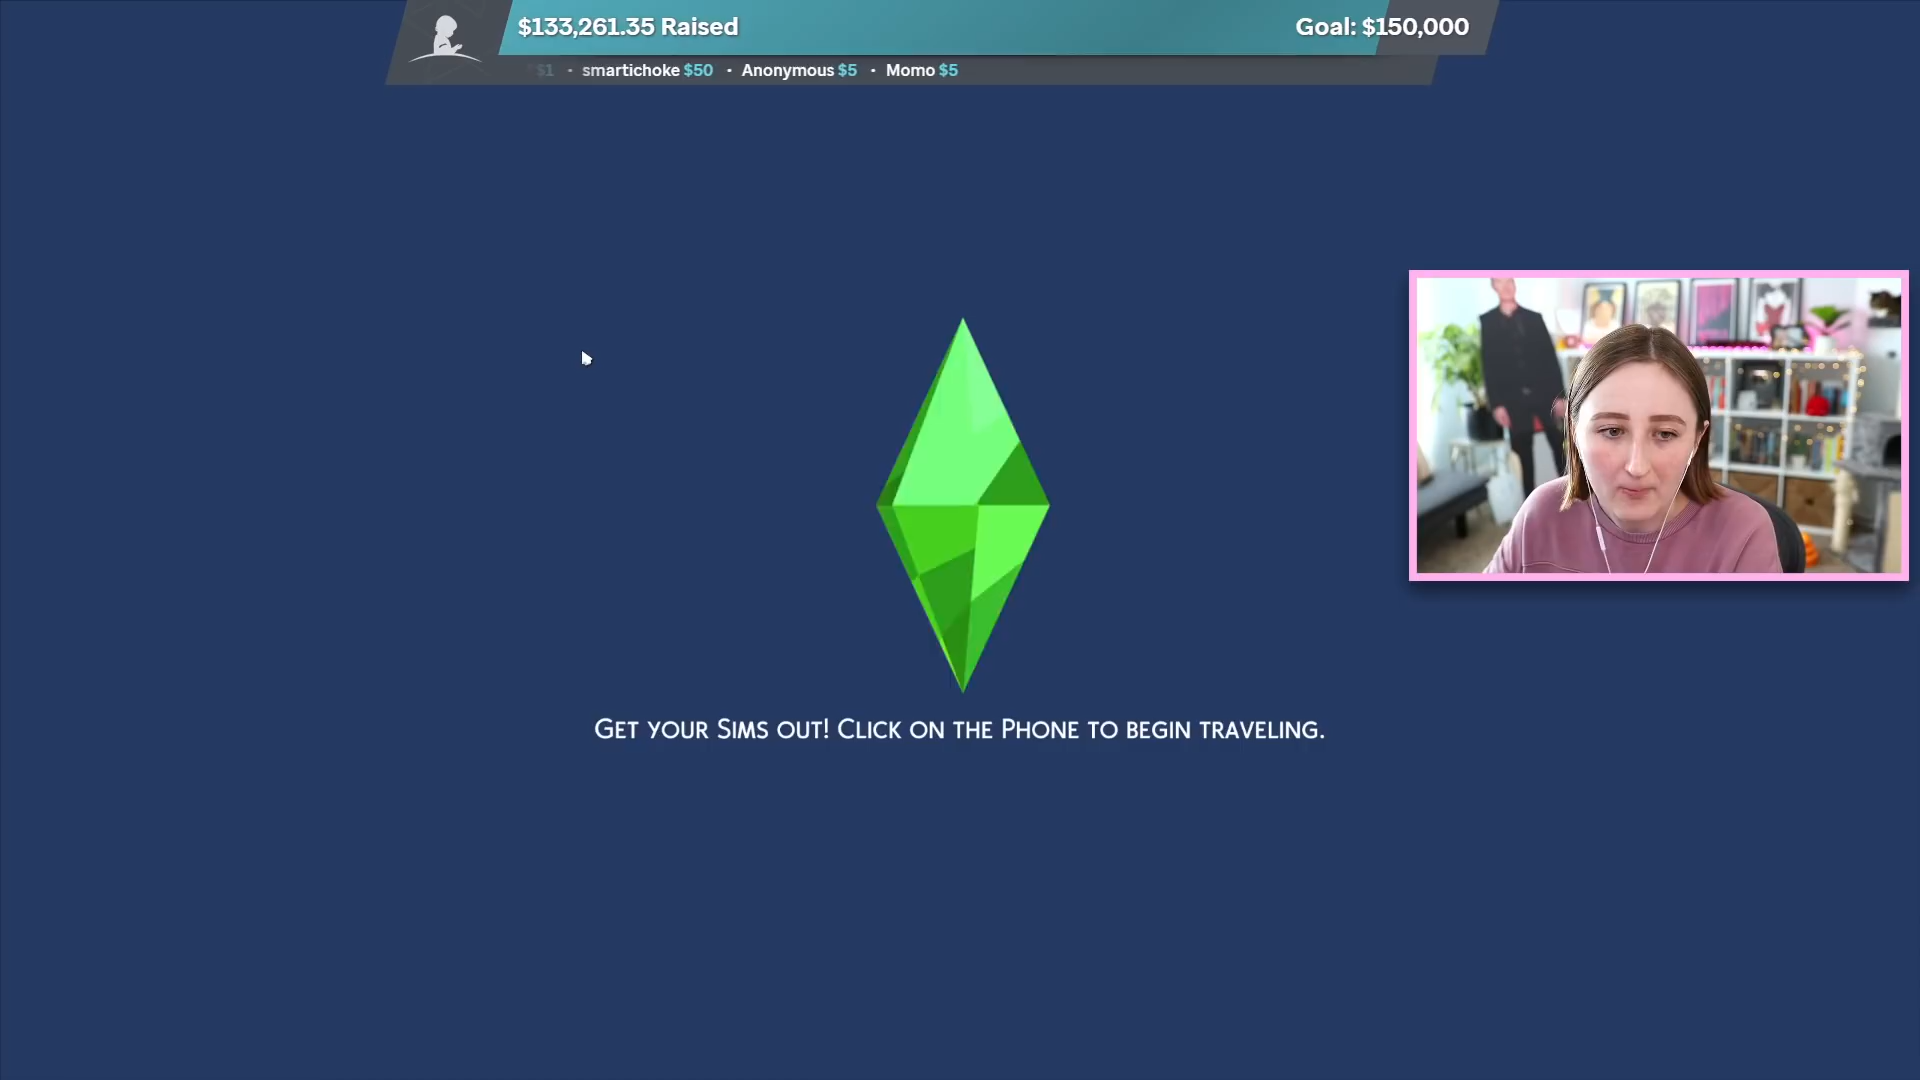 $133,261.35 Raised Goal: $150,000
$1 · smartichoke $50 · Anonymous $5 · Momo $5
Get your Sims out! Click on the Phone to begin traveling.